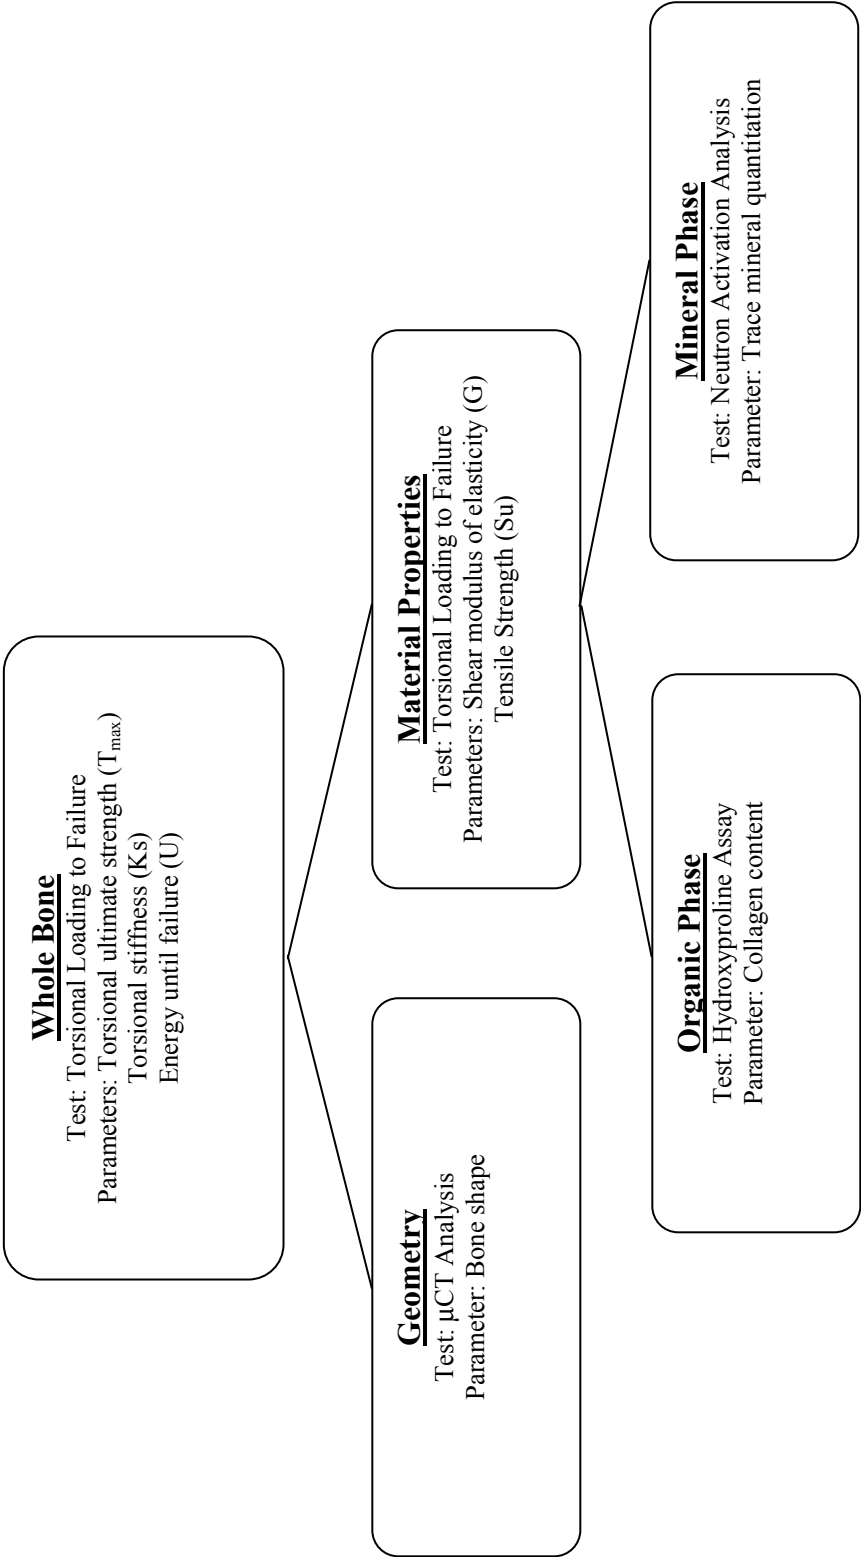 Whole Bone
Test: Torsional Loading to Failure
Parameters: Torsional ultimate strength (Tmax)
Torsional stiffness (Ks)
Energy until failure (U)
Geometry
Test: µCT Analysis
Parameter: Bone shape
Material Properties
Test: Torsional Loading to Failure
Parameters: Shear modulus of elasticity (G)
Tensile Strength (Su)
Organic Phase
Test: Hydroxyproline Assay
Parameter: Collagen content
Mineral Phase
Test: Neutron Activation Analysis
Parameter: Trace mineral quantitation